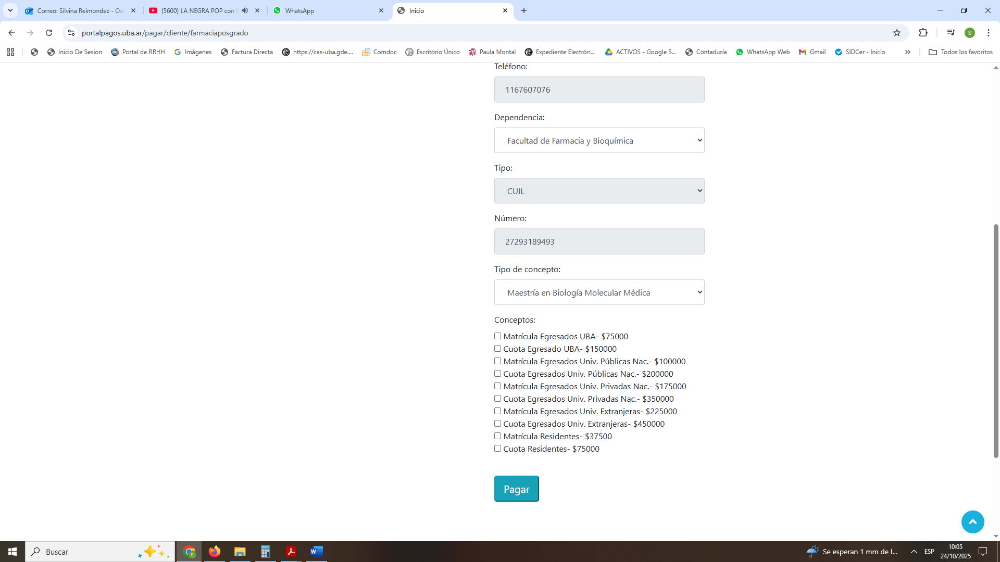 Correo: Silvina Reimondez - Ou
(5600) LA NEGRA POP con
WhatsApp
Inicio
portalpagos.uba.ar/pagar/cliente/farmaciaposgrado
S
Inicio De Sesion
Portal de RRHH
Imágenes
Factura Directa
https://cas-uba.gde....
Comdoc
Escritorio Único
Paula Montal
Expediente Electrón...
ACTIVOS - Google S...
Contaduría
WhatsApp Web
Gmail
SIDCer - Inicio
Todos los favoritos
Teléfono:
1167607076
Dependencia:
Facultad de Farmacia y Bioquímica
Tipo:
CUIL
Número:
27293189493
Tipo de concepto:
Maestría en Biología Molecular Médica
Conceptos:
Matrícula Egresados UBA- $75000
Cuota Egresado UBA- $150000
Matrícula Egresados Univ. Públicas Nac.- $100000
Cuota Egresados Univ. Públicas Nac.- $200000
Matrícula Egresados Univ. Privadas Nac.- $175000
Cuota Egresados Univ. Privadas Nac.- $350000
Matrícula Egresados Univ. Extranjeras- $225000
Cuota Egresados Univ. Extranjeras- $450000
Matrícula Residentes- $37500
Cuota Residentes- $75000
Pagar
Buscar
Se esperan 1 mm de l...
ESP
10:05
24/10/2025